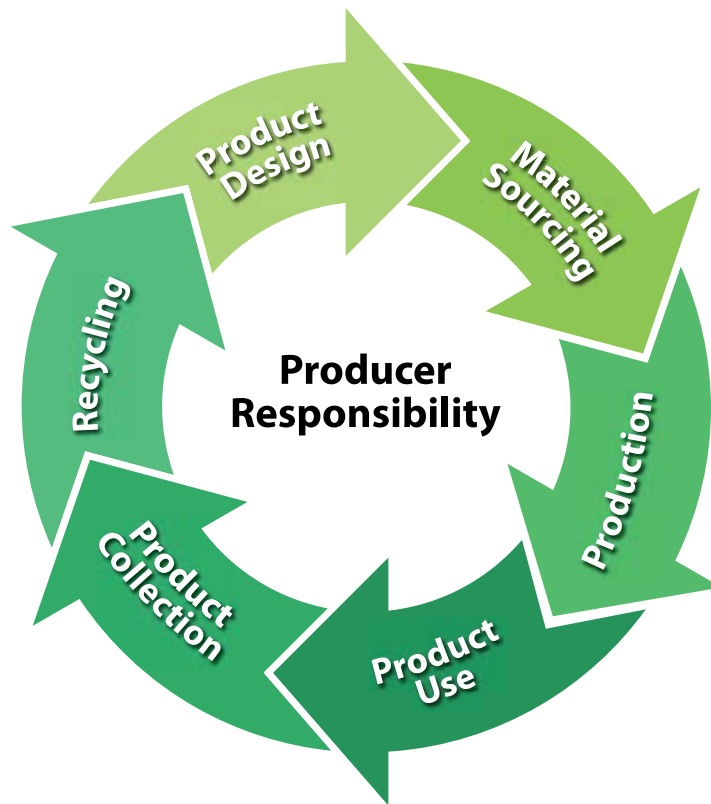 Product
Design
Material
Sourcing
Production
Product
Use
Product
Collection
Recycling
Producer
Responsibility